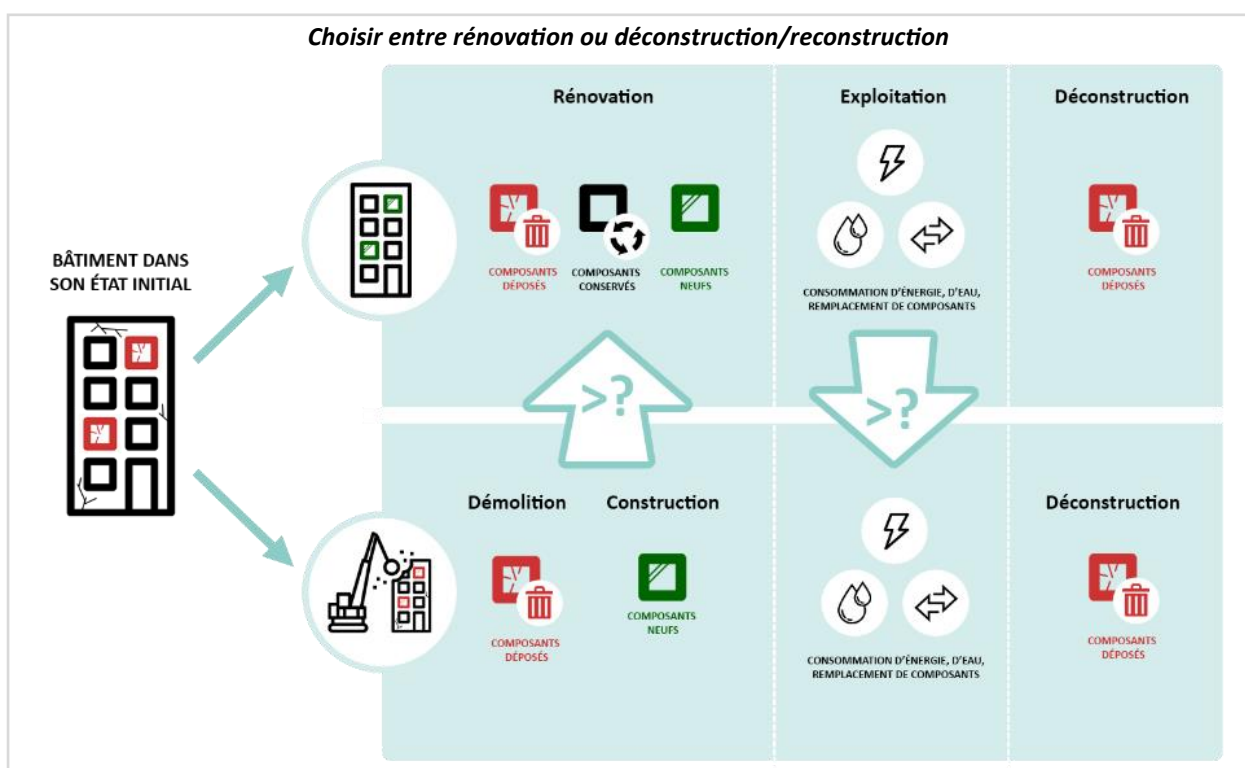 Choisir entre rénovation ou déconstruction/reconstruction
Rénovation
Exploitation
Déconstruction
BÂTIMENT DANS
SON ÉTAT INITIAL
COMPOSANTS
DÉPOSÉS
COMPOSANTS
CONSERVÉS
COMPOSANTS
NEUFS
CONSOMMATION D'ÉNERGIE, D'EAU,
REMPLACEMENT DE COMPOSANTS
COMPOSANTS
DÉPOSÉS
>?
>?
Démolition
Construction
Déconstruction
COMPOSANTS
DÉPOSÉS
COMPOSANTS
NEUFS
CONSOMMATION D'ÉNERGIE, D'EAU,
REMPLACEMENT DE COMPOSANTS
COMPOSANTS
DÉPOSÉS